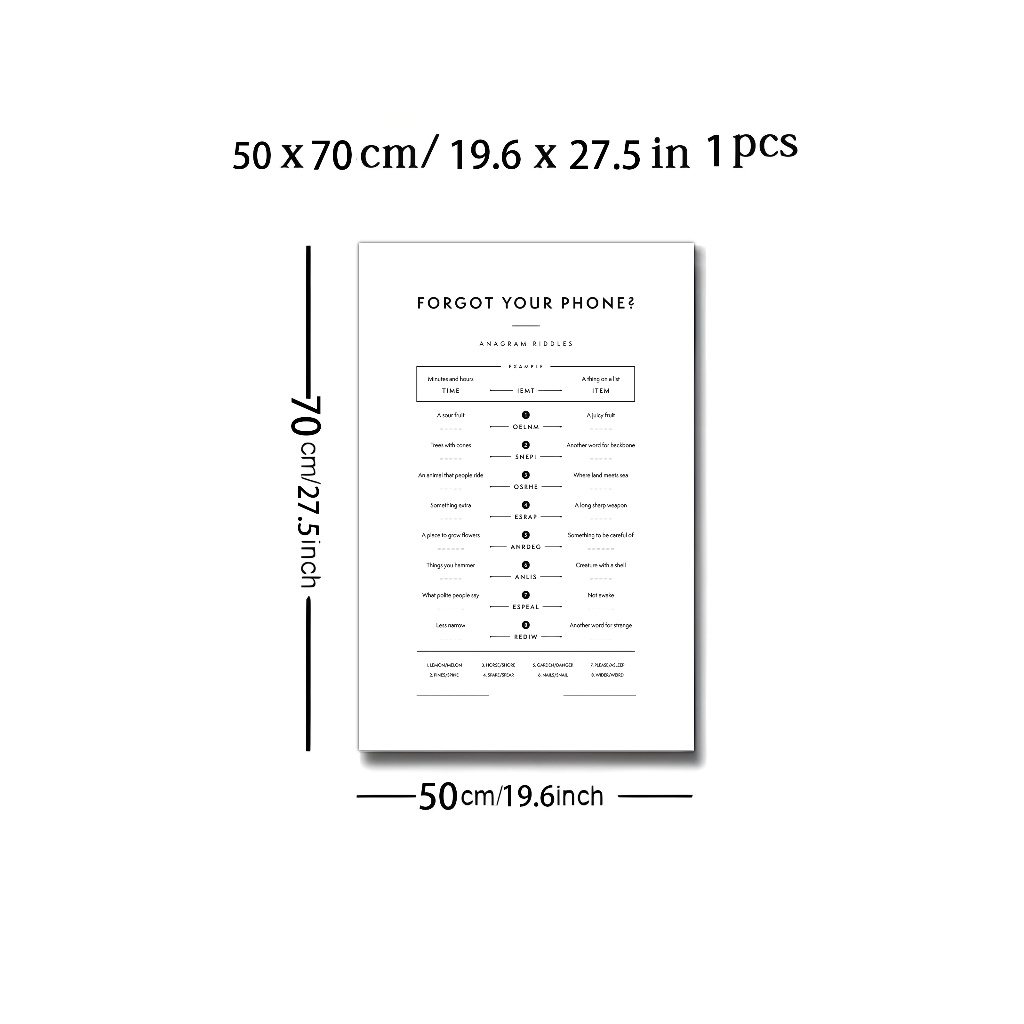 50 x 70 cm/ 19.6 x 27.5 in 1 pcs
70 cm/27.5 inch
FORGOT YOUR PHONE?
ANAGRAM RIDDLES
EXAMPLE
Minutes and hours A thing on a list
TIME IEMT ITEM
A sour fruit 1 A juicy fruit
OELNM
Trees with cones 2 Another word for backbone
SNEPI
An animal that people ride 3 Where land meets sea
OSRHE
Something extra 4 A long sharp weapon
ESRAP
A place to grow flowers 5 Something to be careful of
ANRDEG
Things you hammer 6 Creature with a shell
ANLIS
What polite people say 7 Not awake
ESPEAL
Less narrow 8 Another word for strange
REDIW
1. LEMON/MELON 3. HORSE/SHORE 5. GARDEN/DANGER 7. PLEASE/ASLEEP
2. PINES/SPINE 4. SPARE/SPEAR 6. NAILS/SNAIL 8. WIDER/WEIRD
50cm/19.6inch